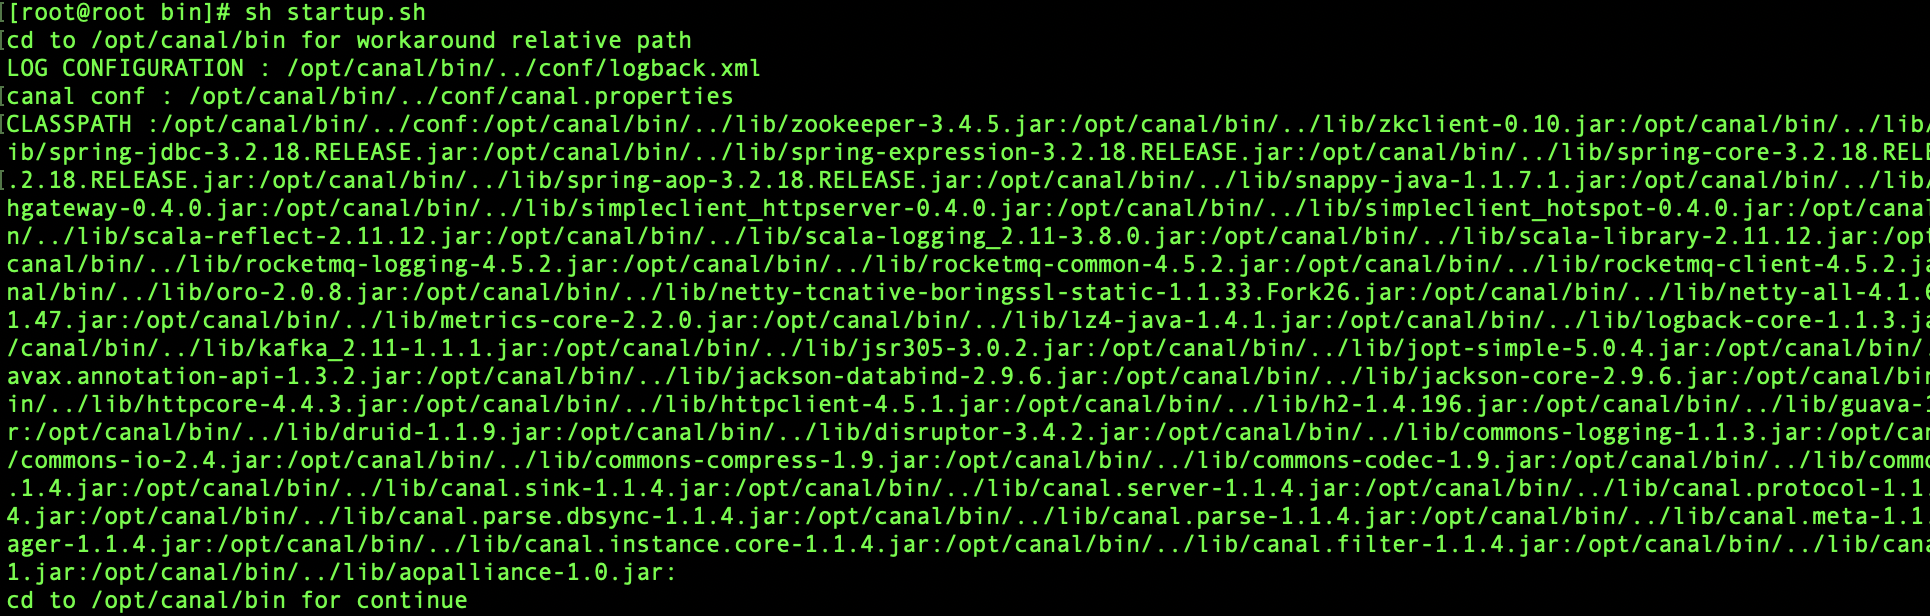 [[root@root bin]# sh startup.sh
[cd to /opt/canal/bin for workaround relative path
LOG CONFIGURATION : /opt/canal/bin/../conf/logback.xml
[canal conf : /opt/canal/bin/../conf/canal.properties
[CLASSPATH :/opt/canal/bin/../conf:/opt/canal/bin/../lib/zookeeper-3.4.5.jar:/opt/canal/bin/../lib/zkclient-0.10.jar:/opt/canal/bin/../lib/
ib/spring-jdbc-3.2.18.RELEASE.jar:/opt/canal/bin/../lib/spring-expression-3.2.18.RELEASE.jar:/opt/canal/bin/../lib/spring-core-3.2.18.RELE
[.2.18.RELEASE.jar:/opt/canal/bin/../lib/spring-aop-3.2.18.RELEASE.jar:/opt/canal/bin/../lib/snappy-java-1.1.7.1.jar:/opt/canal/bin/../lib/
hgateway-0.4.0.jar:/opt/canal/bin/../lib/simpleclient_httpserver-0.4.0.jar:/opt/canal/bin/../lib/simpleclient_hotspot-0.4.0.jar:/opt/canal
n/../lib/scala-reflect-2.11.12.jar:/opt/canal/bin/../lib/scala-logging_2.11-3.8.0.jar:/opt/canal/bin/../lib/scala-library-2.11.12.jar:/opt
canal/bin/../lib/rocketmq-logging-4.5.2.jar:/opt/canal/bin/../lib/rocketmq-common-4.5.2.jar:/opt/canal/bin/../lib/rocketmq-client-4.5.2.ja
nal/bin/../lib/oro-2.0.8.jar:/opt/canal/bin/../lib/netty-tcnative-boringssl-static-1.1.33.Fork26.jar:/opt/canal/bin/../lib/netty-all-4.1.6
1.47.jar:/opt/canal/bin/../lib/metrics-core-2.2.0.jar:/opt/canal/bin/../lib/lz4-java-1.4.1.jar:/opt/canal/bin/../lib/logback-core-1.1.3.ja
/canal/bin/../lib/kafka_2.11-1.1.1.jar:/opt/canal/bin/../lib/jsr305-3.0.2.jar:/opt/canal/bin/../lib/jopt-simple-5.0.4.jar:/opt/canal/bin/.
avax.annotation-api-1.3.2.jar:/opt/canal/bin/../lib/jackson-databind-2.9.6.jar:/opt/canal/bin/../lib/jackson-core-2.9.6.jar:/opt/canal/bin
in/../lib/httpcore-4.4.3.jar:/opt/canal/bin/../lib/httpclient-4.5.1.jar:/opt/canal/bin/../lib/h2-1.4.196.jar:/opt/canal/bin/../lib/guava-1
r:/opt/canal/bin/../lib/druid-1.1.9.jar:/opt/canal/bin/../lib/disruptor-3.4.2.jar:/opt/canal/bin/../lib/commons-logging-1.1.3.jar:/opt/can
/commons-io-2.4.jar:/opt/canal/bin/../lib/commons-compress-1.9.jar:/opt/canal/bin/../lib/commons-codec-1.9.jar:/opt/canal/bin/../lib/commo
.1.4.jar:/opt/canal/bin/../lib/canal.sink-1.1.4.jar:/opt/canal/bin/../lib/canal.server-1.1.4.jar:/opt/canal/bin/../lib/canal.protocol-1.1.
4.jar:/opt/canal/bin/../lib/canal.parse.dbsync-1.1.4.jar:/opt/canal/bin/../lib/canal.parse-1.1.4.jar:/opt/canal/bin/../lib/canal.meta-1.1
ager-1.1.4.jar:/opt/canal/bin/../lib/canal.instance.core-1.1.4.jar:/opt/canal/bin/../lib/canal.filter-1.1.4.jar:/opt/canal/bin/../lib/cana
1.jar:/opt/canal/bin/../lib/aopalliance-1.0.jar:
cd to /opt/canal/bin for continue